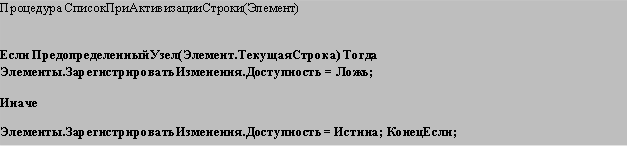 Процедура СписокПриАктивизацииСтроки(Элемент)
Если ПредопределенныйУзел(Элемент.ТекущаяСтрока) Тогда
Элементы.ЗарегистрироватьИзменения.Доступность = Ложь;
Иначе
Элементы.ЗарегистрироватьИзменения.Доступность = Истина; КонецЕсли;